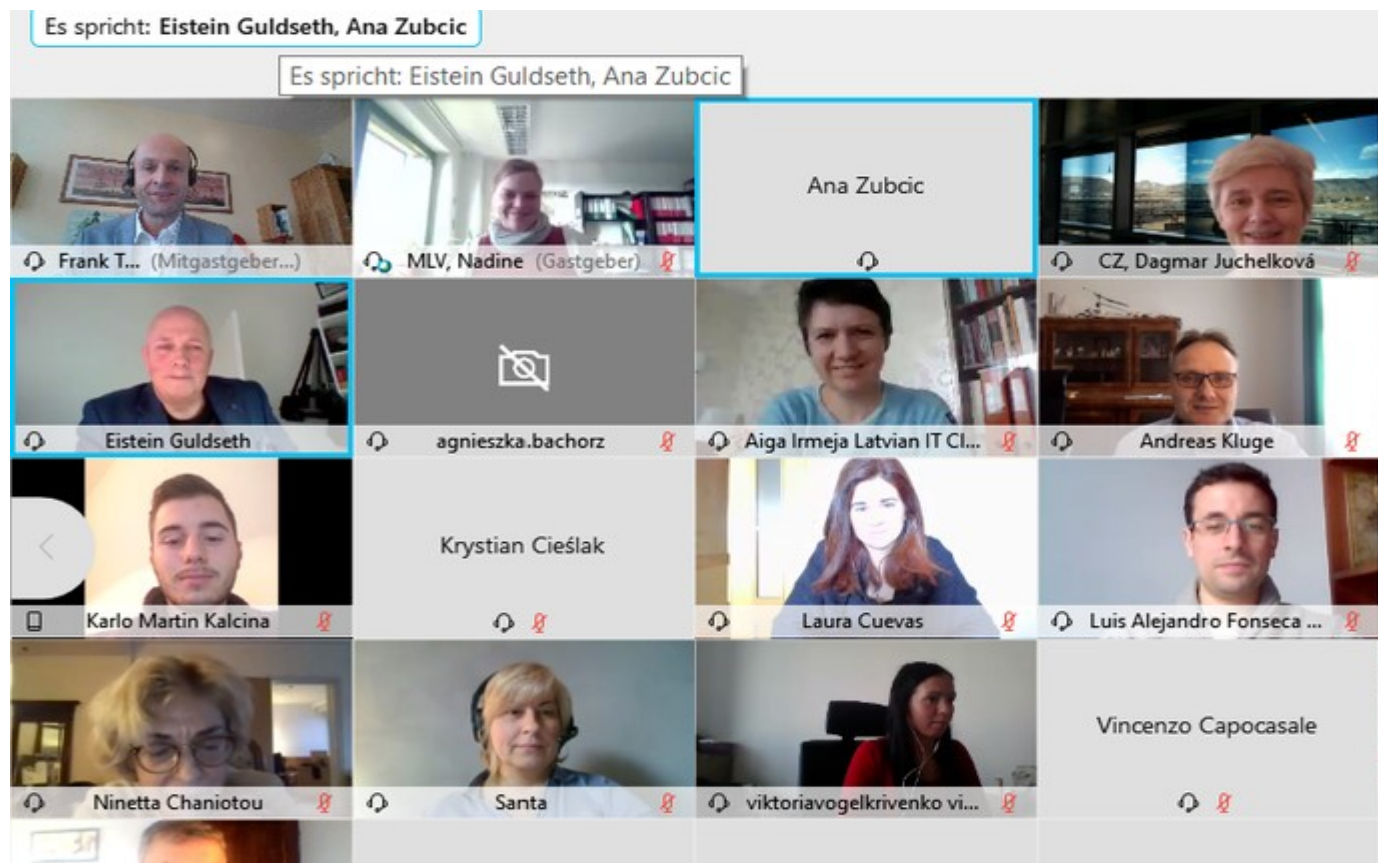 Es spricht: Eistein Guldseth, Ana Zubcic
Es spricht: Eistein Guldseth, Ana Zubcic
Frank T... (Mitgastgeber...)
MLV, Nadine (Gastgeber)
Ana Zubcic
CZ, Dagmar Juchelková
Eistein Guldseth
agnieszka.bachorz
Aiga Irmeja Latvian IT Cl...
Andreas Kluge
Karlo Martin Kalcina
Krystian Cieślak
Laura Cuevas
Luis Alejandro Fonseca ...
Ninetta Chaniotou
Santa
viktoriavogelkrivenko vi...
Vincenzo Capocasale